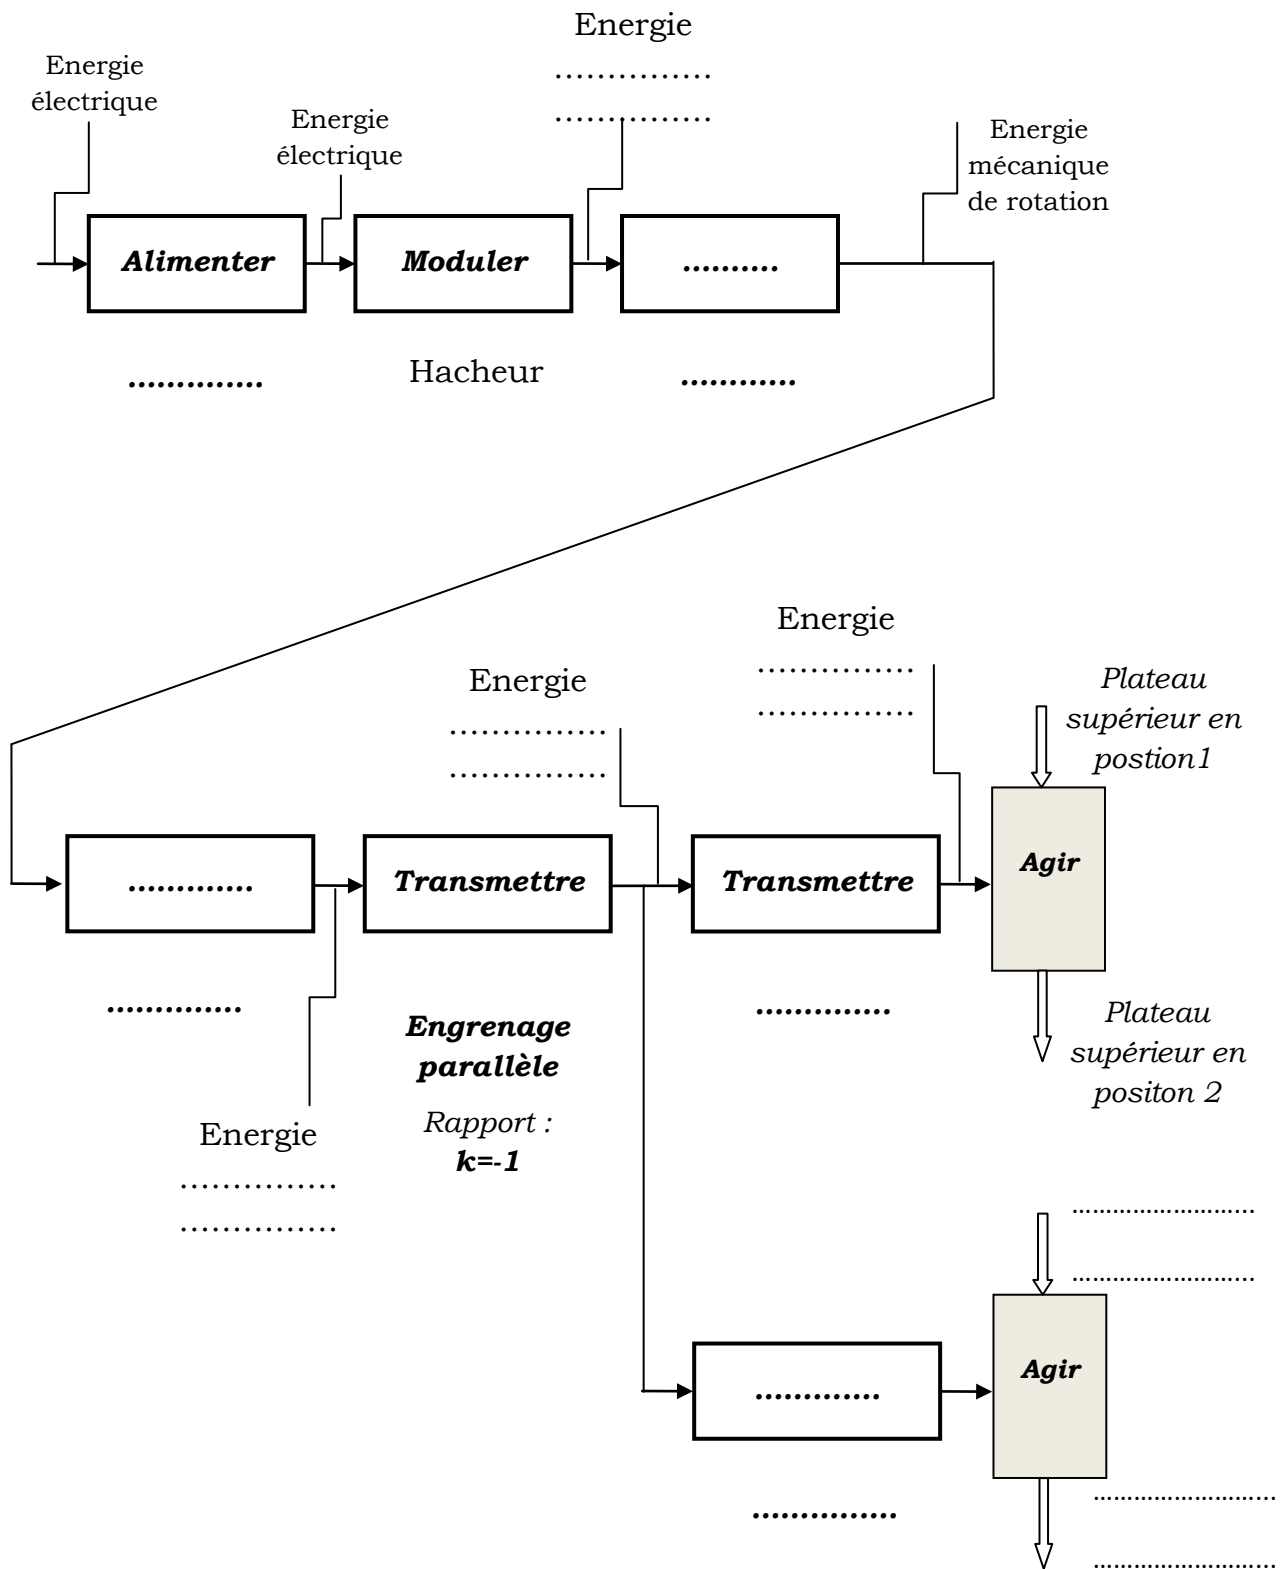 Energie
...............
...............
Energie
électrique
Energie
électrique
Energie
mécanique
de rotation
Alimenter
Moduler
..........
..............
Hacheur
............
Energie
...............
...............
Energie
...............
...............
Plateau
supérieur en
postion1
.............
Transmettre
Transmettre
Agir
..............
Engrenage
parallèle
Rapport :
k=-1
..............
Plateau
supérieur en
positon 2
Energie
...............
...............
...........................
...........................
.............
Agir
...............
...........................
...........................